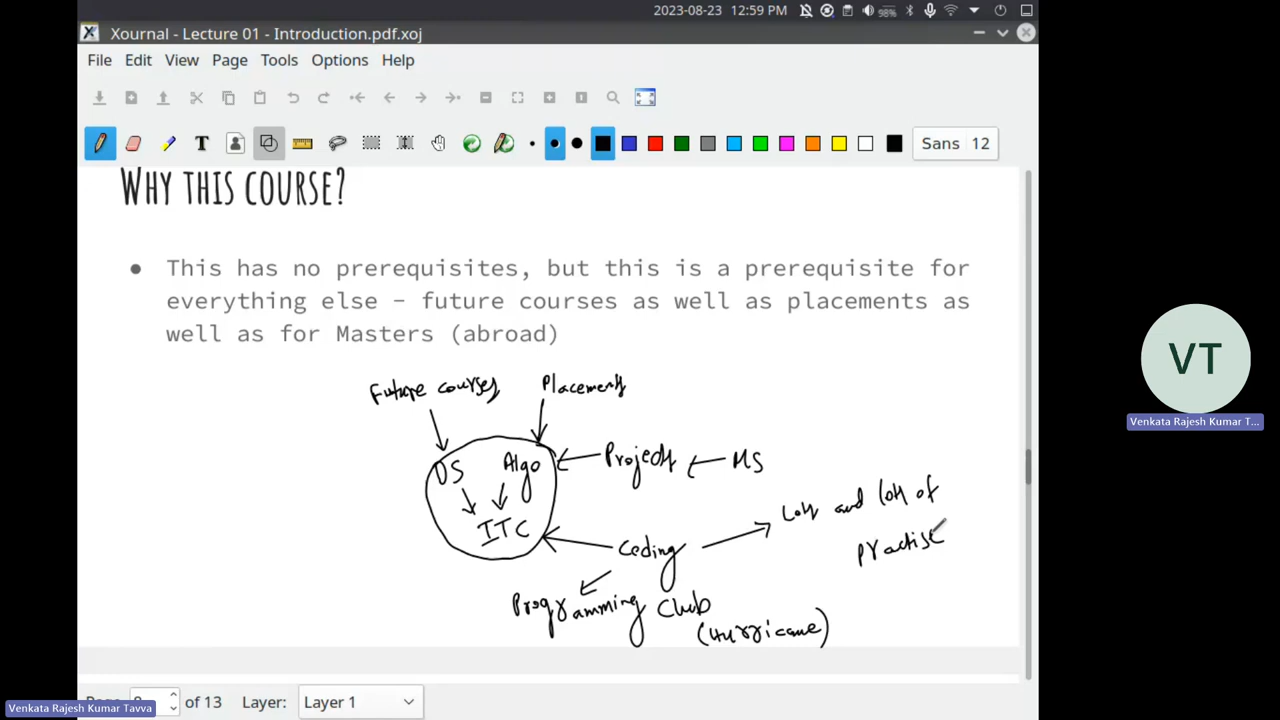 2023-08-23 12:59 PM 98%
Xournal - Lecture 01 - Introduction.pdf.xoj
File Edit View Page Tools Options Help
T Sans 12
WHY THIS COURSE?
● This has no prerequisites, but this is a prerequisite for
everything else – future courses as well as placements as
well as for Masters (abroad)
Future courses Placements
DS Algo Projects MS
ITC
Lots and lots of
practise
Coding
Programming Club
(Hurricane)
VT
Venkata Rajesh Kumar T...
Page of 13 Layer: Layer 1
Venkata Rajesh Kumar Tavva